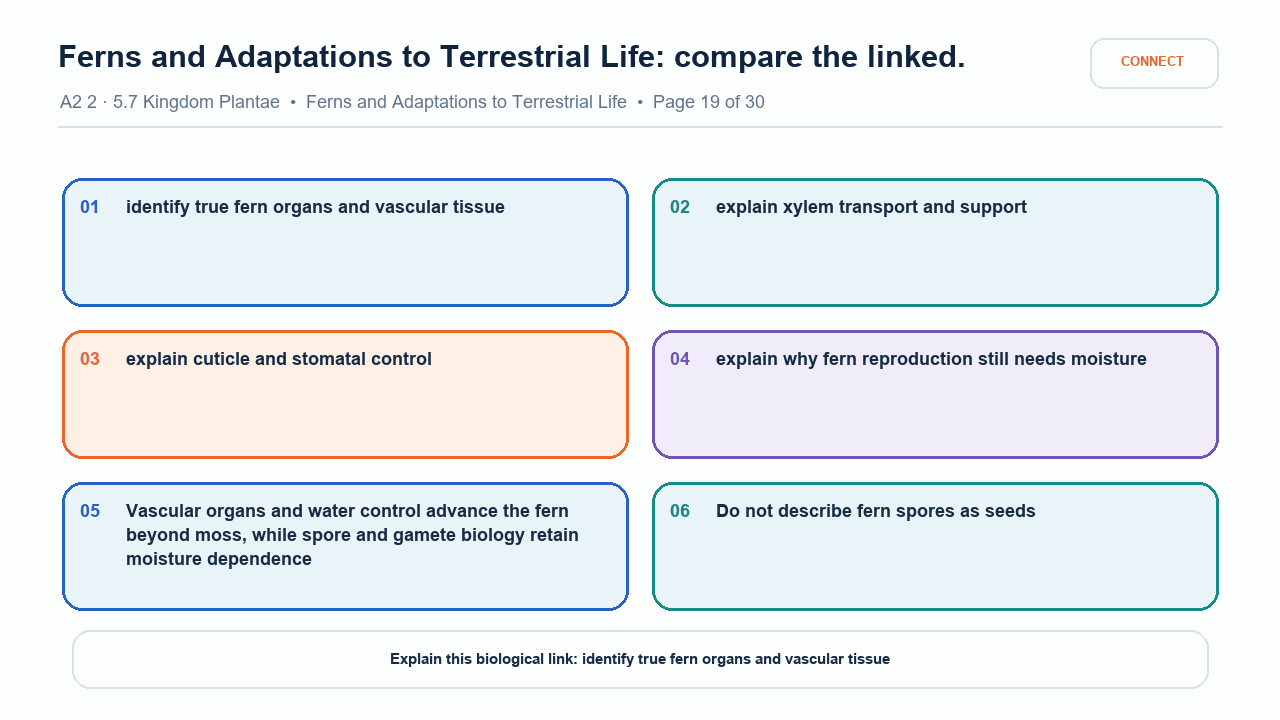 Ferns and Adaptations to Terrestrial Life: compare the linked.
CONNECT
A2 2 · 5.7 Kingdom Plantae • Ferns and Adaptations to Terrestrial Life • Page 19 of 30
01 identify true fern organs and vascular tissue
02 explain xylem transport and support
03 explain cuticle and stomatal control
04 explain why fern reproduction still needs moisture
05 Vascular organs and water control advance the fern
beyond moss, while spore and gamete biology retain
moisture dependence
06 Do not describe fern spores as seeds
Explain this biological link: identify true fern organs and vascular tissue